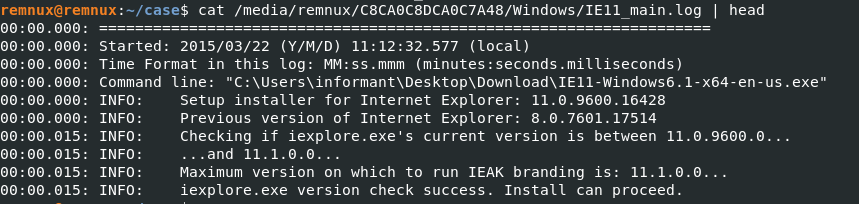 remnux@remnux:~/case$ cat /media/remnux/C8CA0C8DCA0C7A48/Windows/IE11_main.log | head
00:00.000: ====================================================================
00:00.000: Started: 2015/03/22 (Y/M/D) 11:12:32.577 (local)
00:00.000: Time Format in this log: MM:ss.mmm (minutes:seconds.milliseconds)
00:00.000: Command line: "C:\Users\informant\Desktop\Download\IE11-Windows6.1-x64-en-us.exe"
00:00.000: INFO:    Setup installer for Internet Explorer: 11.0.9600.16428
00:00.000: INFO:    Previous version of Internet Explorer: 8.0.7601.17514
00:00.015: INFO:    Checking if iexplore.exe's current version is between 11.0.9600.0...
00:00.015: INFO:    ...and 11.1.0.0...
00:00.015: INFO:    Maximum version on which to run IEAK branding is: 11.1.0.0...
00:00.015: INFO:    iexplore.exe version check success. Install can proceed.